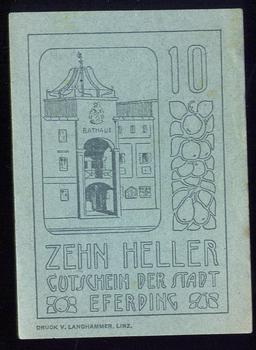 10
RATHAUS
ZEHN HELLER
GUTSCHEIN DER STADT
EFERDING
DRUCK V. LANGHAMMER, LINZ.